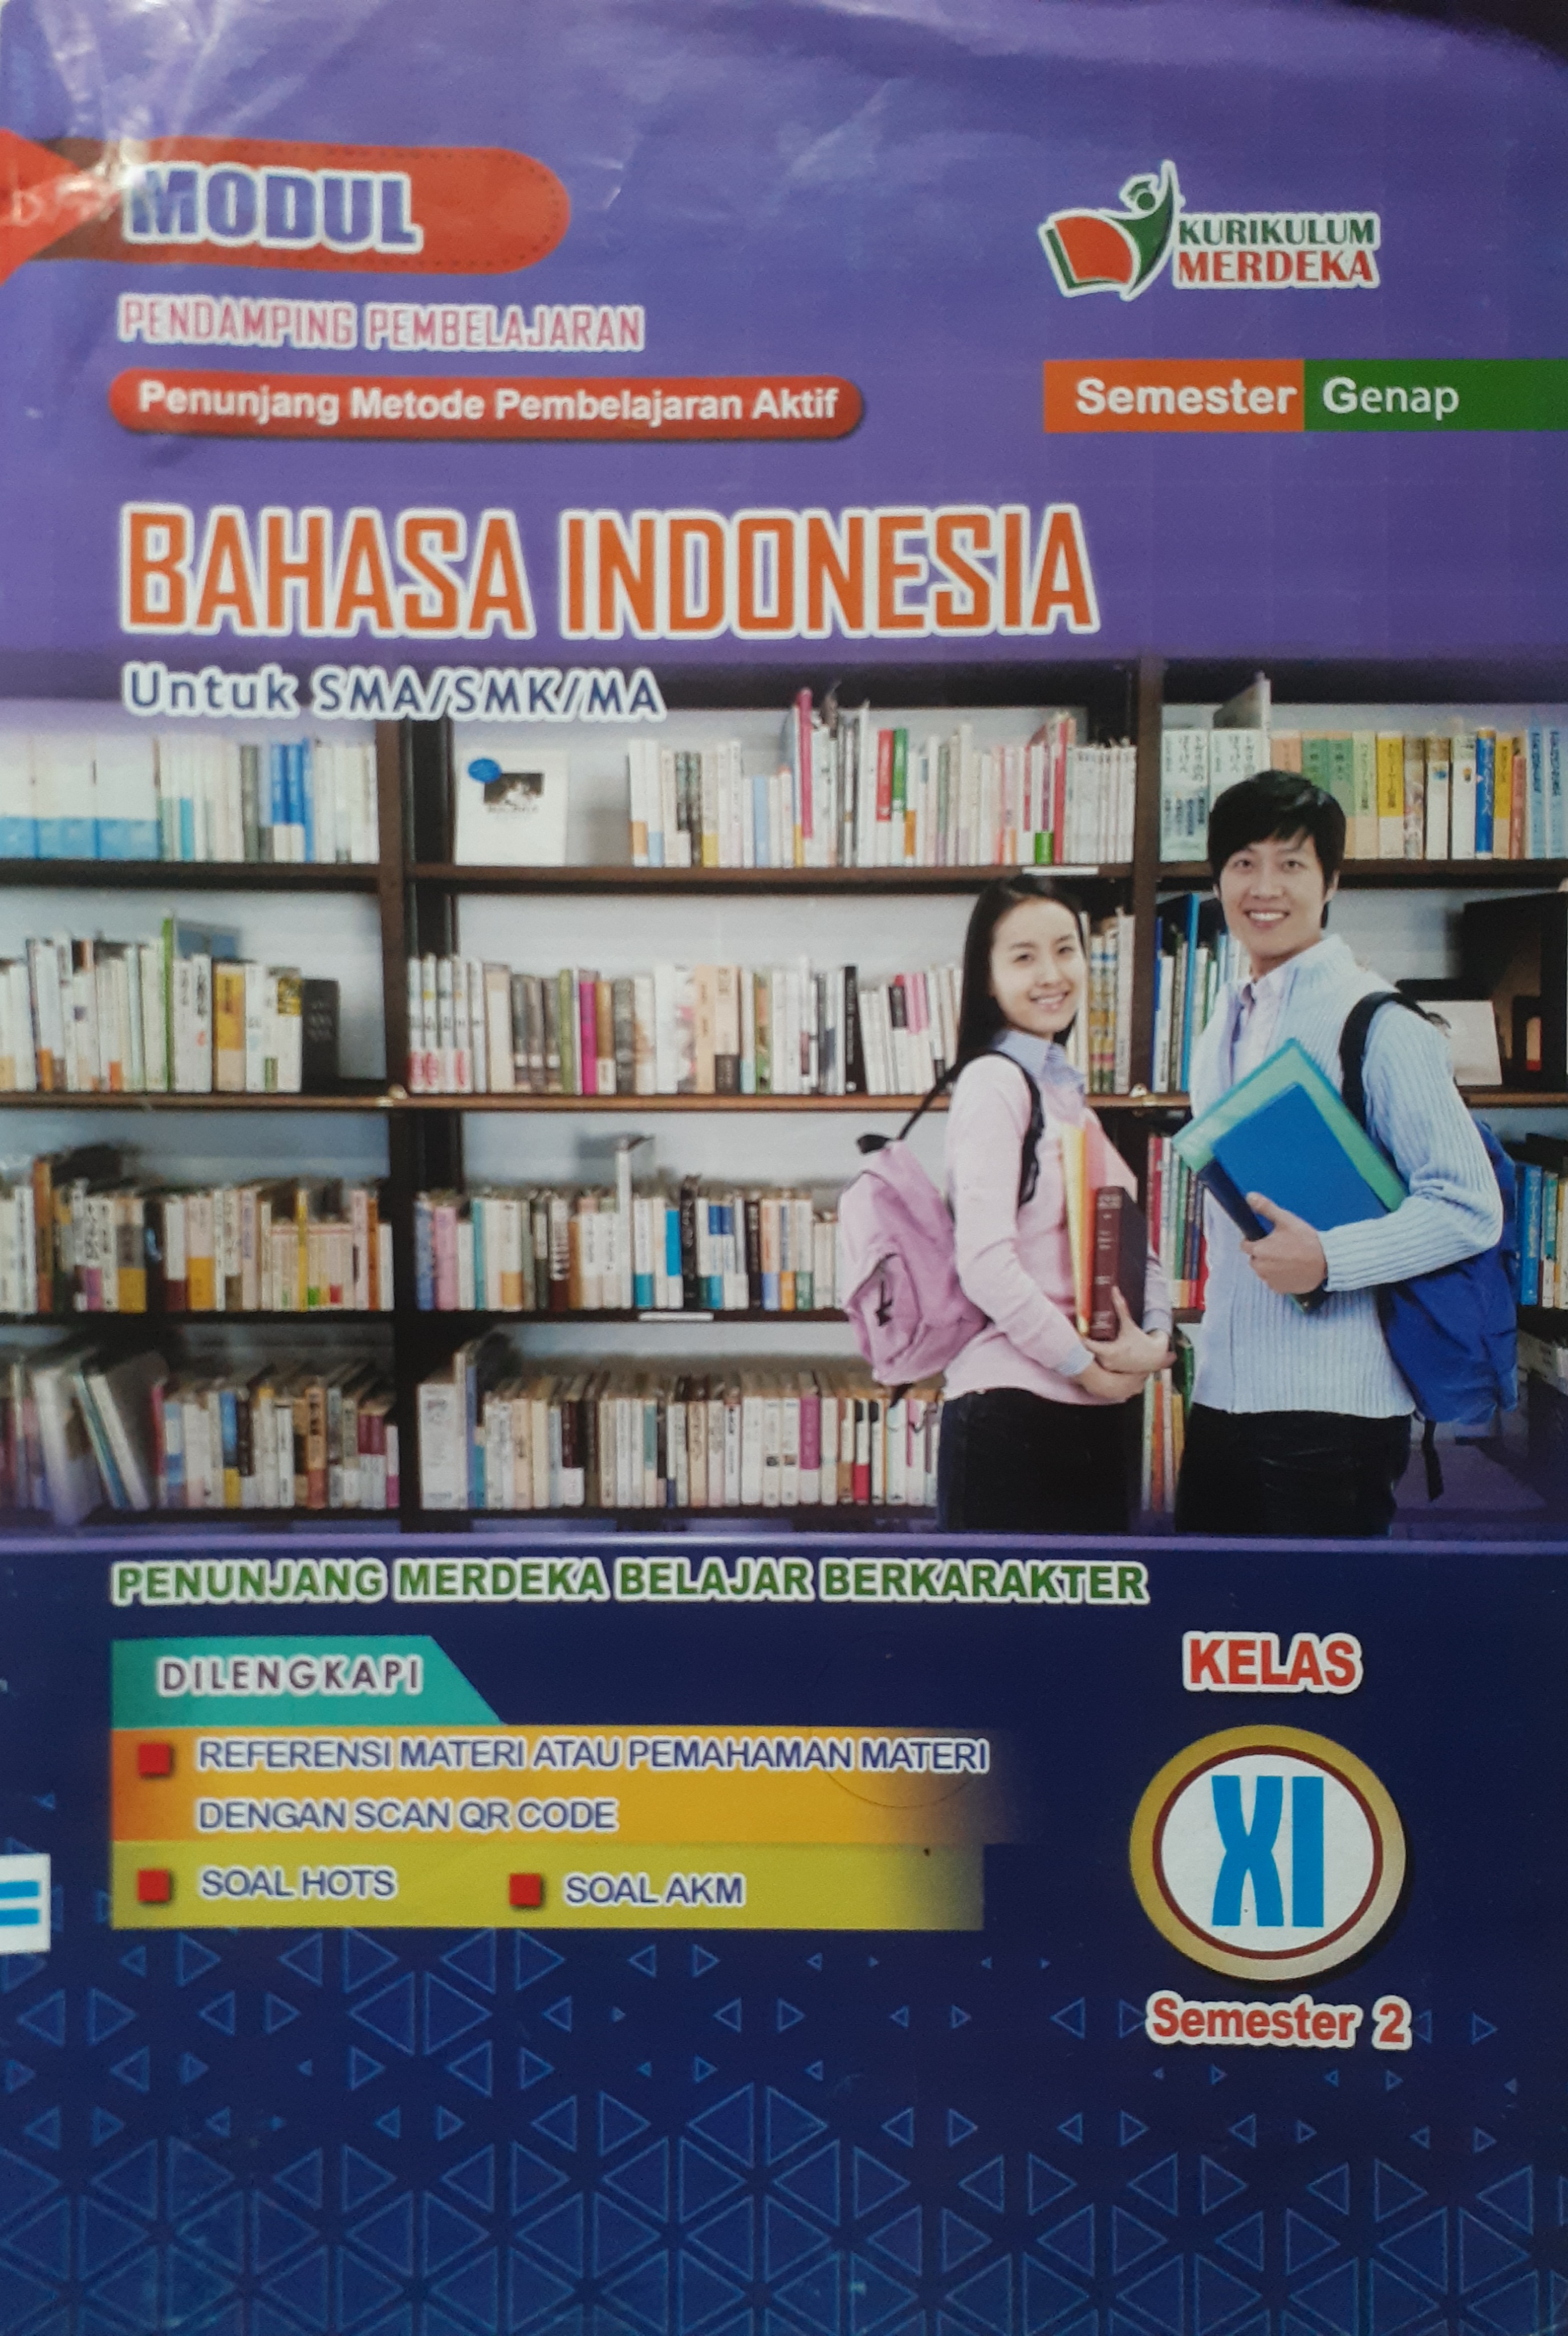 MODUL
KURIKULUM
MERDEKA
PENDAMPING PEMBELAJARAN
Penunjang Metode Pembelajaran Aktif
Semester Genap
BAHASA INDONESIA
Untuk SMA/SMK/MA
PENUNJANG MERDEKA BELAJAR BERKARAKTER
DILENGKAPI
KELAS
REFERENSI MATERI ATAU PEMAHAMAN MATERI
DENGAN SCAN QR CODE
XI
SOAL HOTS SOAL AKM
Semester 2